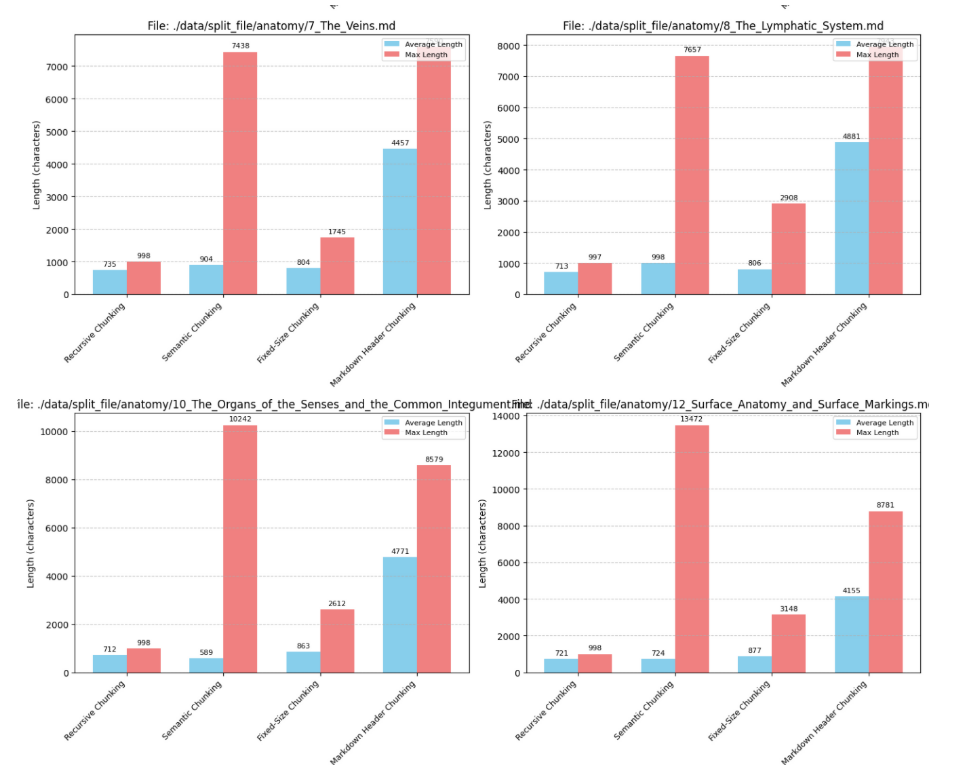 File: ./data/split_file/anatomy/7_The_Veins.md
Length (characters)
7000
6000
5000
4000
3000
2000
1000
0
Average Length
Max Length
735
998
904
7438
804
1745
4457
Recursive Chunking
Semantic Chunking
Fixed-Size Chunking
Markdown Header Chunking
File: ./data/split_file/anatomy/8_The_Lymphatic_System.md
Length (characters)
8000
7000
6000
5000
4000
3000
2000
1000
0
Average Length
Max Length
713
997
998
7657
806
2908
4881
Recursive Chunking
Semantic Chunking
Fixed-Size Chunking
Markdown Header Chunking
ile: ./data/split_file/anatomy/10_The_Organs_of_the_Senses_and_the_Common_Integument.md
Length (characters)
10000
8000
6000
4000
2000
0
Average Length
Max Length
712
998
589
10242
863
2612
4771
8579
Recursive Chunking
Semantic Chunking
Fixed-Size Chunking
Markdown Header Chunking
File: ./data/split_file/anatomy/12_Surface_Anatomy_and_Surface_Markings.m
Length (characters)
14000
12000
10000
8000
6000
4000
2000
0
Average Length
Max Length
721
998
724
13472
877
3148
4155
8781
Recursive Chunking
Semantic Chunking
Fixed-Size Chunking
Markdown Header Chunking